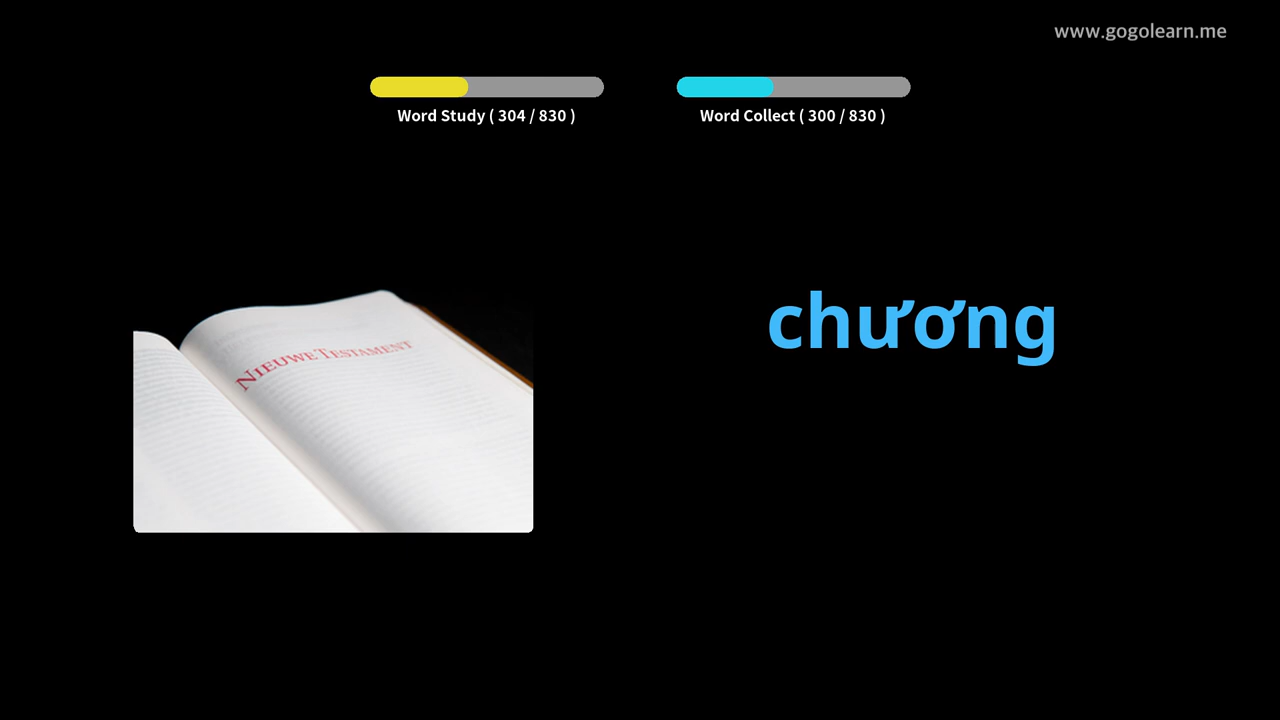 www.gogolearn.me
Word Study ( 304 / 830 )
Word Collect ( 300 / 830 )
chương
NIEUWE TESTAMENT